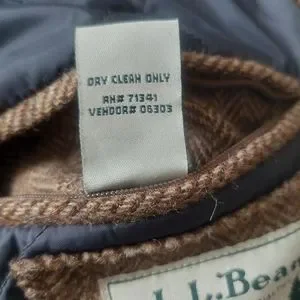 DRY CLEAN ONLY
RN# 71341
VENDOR# 06303
L.L.Bean